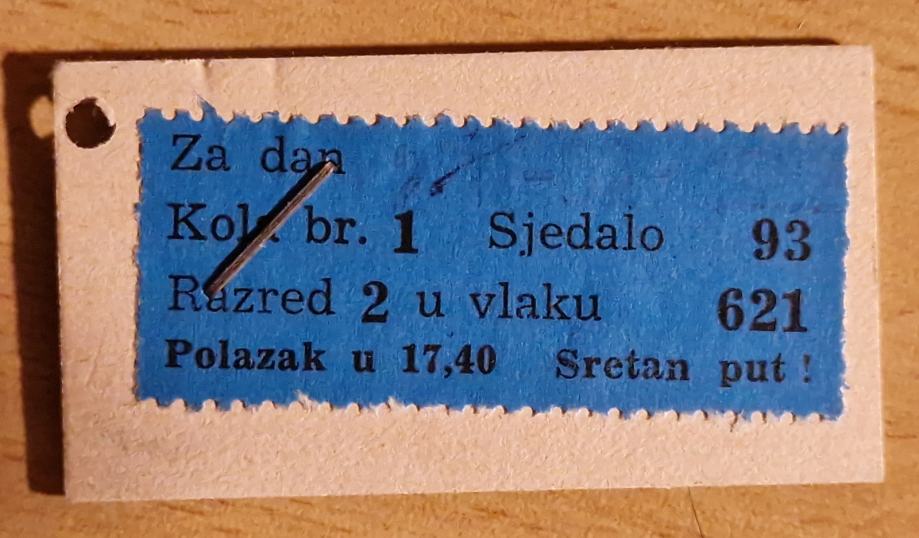 Za dan
Kola br. 1 Sjedalo 93
Razred 2 u vlaku 621
Polazak u 17,40 Sretan put !